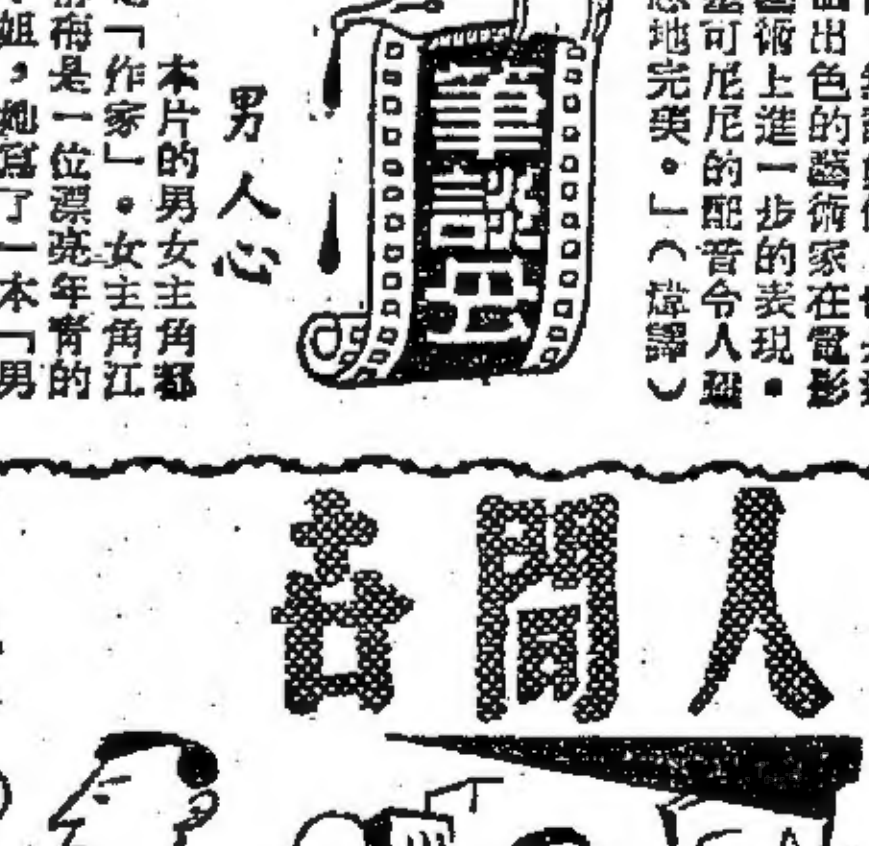 出色的藝術家在電影
藝術上進一步的表現。
可尼尼的配音令人
地完美。」（煒譯）
筆談
男人心
本片的男女主角都
「作家」。女主角江
梅是一位漂亮年青的
姐，她寫了一本「男
人間